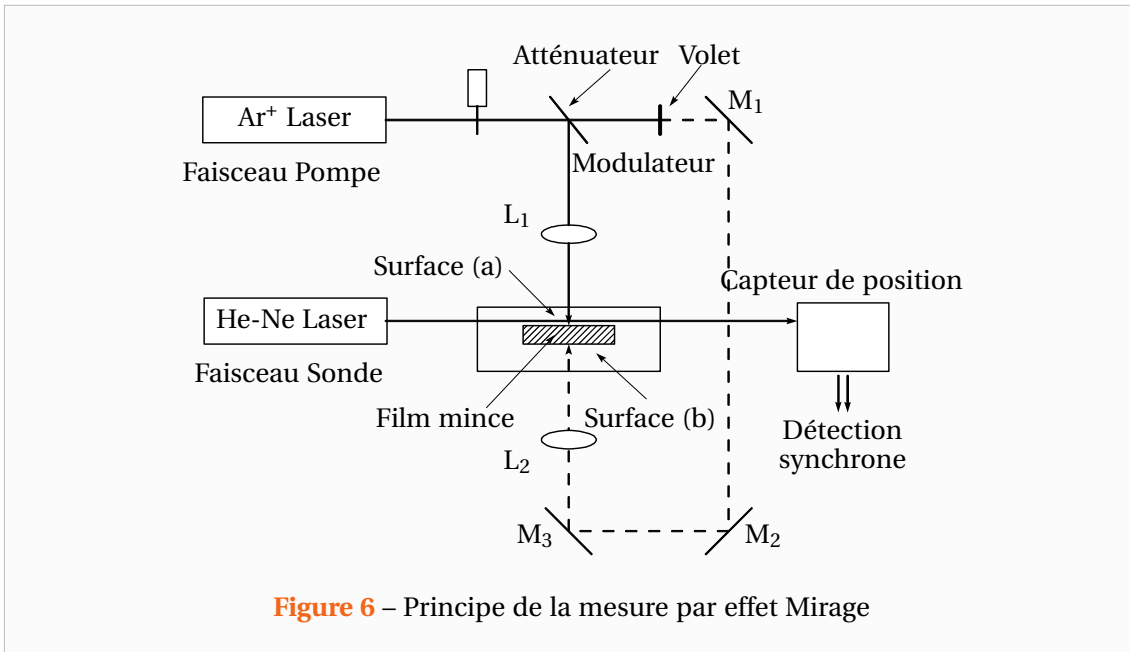 Atténuateur
Volet
M1
Ar+ Laser
Modulateur
Faisceau Pompe
L1
Surface (a)
Capteur de position
He-Ne Laser
Faisceau Sonde
Film mince
Surface (b)
Détection
synchrone
L2
M3
M2
Figure 6 – Principe de la mesure par effet Mirage